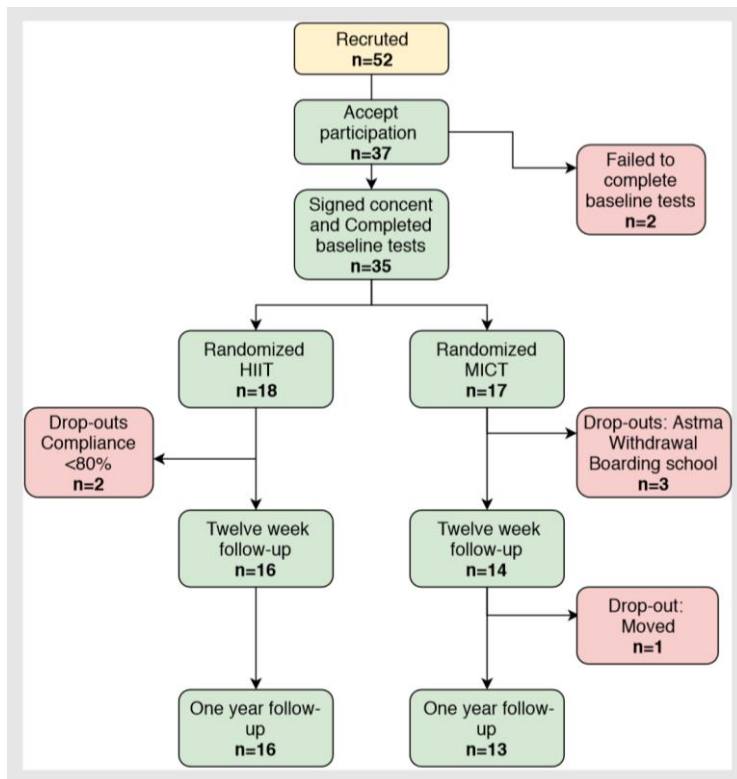 Recruted
n=52
Accept
participation
n=37
Failed to
complete
baseline tests
n=2
Signed concent
and Completed
baseline tests
n=35
Randomized
HIIT
n=18
Randomized
MICT
n=17
Drop-outs
Compliance
<80%
n=2
Drop-outs: Astma
Withdrawal
Boarding school
n=3
Twelve week
follow-up
n=16
Twelve week
follow-up
n=14
Drop-out:
Moved
n=1
One year follow-
up
n=16
One year follow-
up
n=13